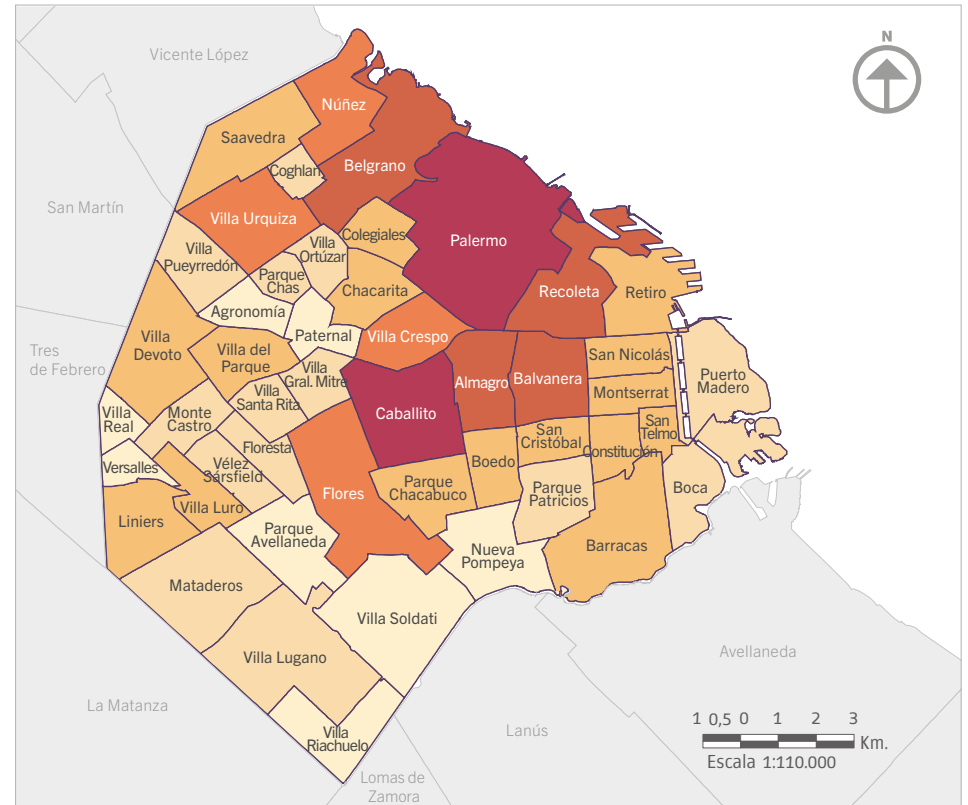 N
Vicente López
Núñez
Saavedra
Coghlan
Belgrano
San Martín
Villa Urquiza
Colegiales
Palermo
Villa
Ortúzar
Villa
Pueyrredón
Parque
Chas
Chacarita
Recoleta
Retiro
Agronomía
Paternal
Villa Crespo
Villa
Devoto
Villa del
Parque
Tres
de Febrero
San Nicolás
Puerto
Madero
Villa
Gral. Mitre
Almagro
Balvanera
Montserrat
Villa
Santa Rita
Caballito
Villa
Real
Monte
Castro
San
Telmo
San
Cristóbal
Constitución
Floresta
Versalles
Vélez
Sársfield
Boedo
Parque
Chacabuco
Parque
Patricios
Boca
Flores
Villa Luro
Liniers
Parque
Avellaneda
Barracas
Nueva
Pompeya
Mataderos
Villa Soldati
Villa Lugano
Avellaneda
La Matanza
Villa
Riachuelo
Lanús
Lomas de
Zamora
1 0,5 0 1 2 3
Km.
Escala 1:110.000